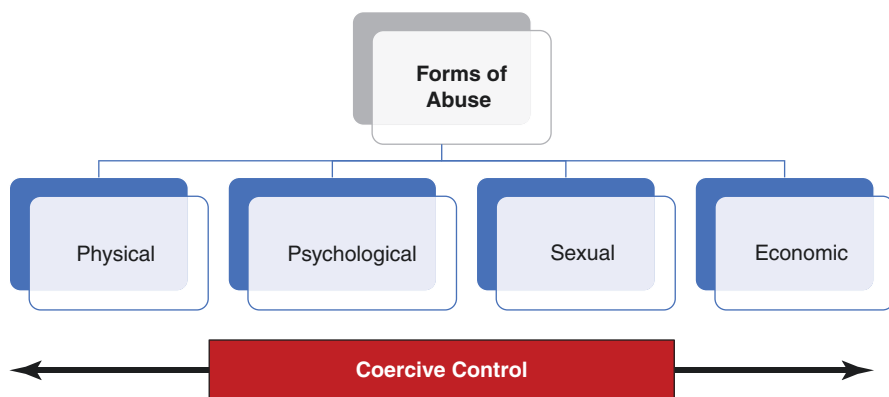 Forms of
Abuse
Physical
Psychological
Sexual
Economic
Coercive Control